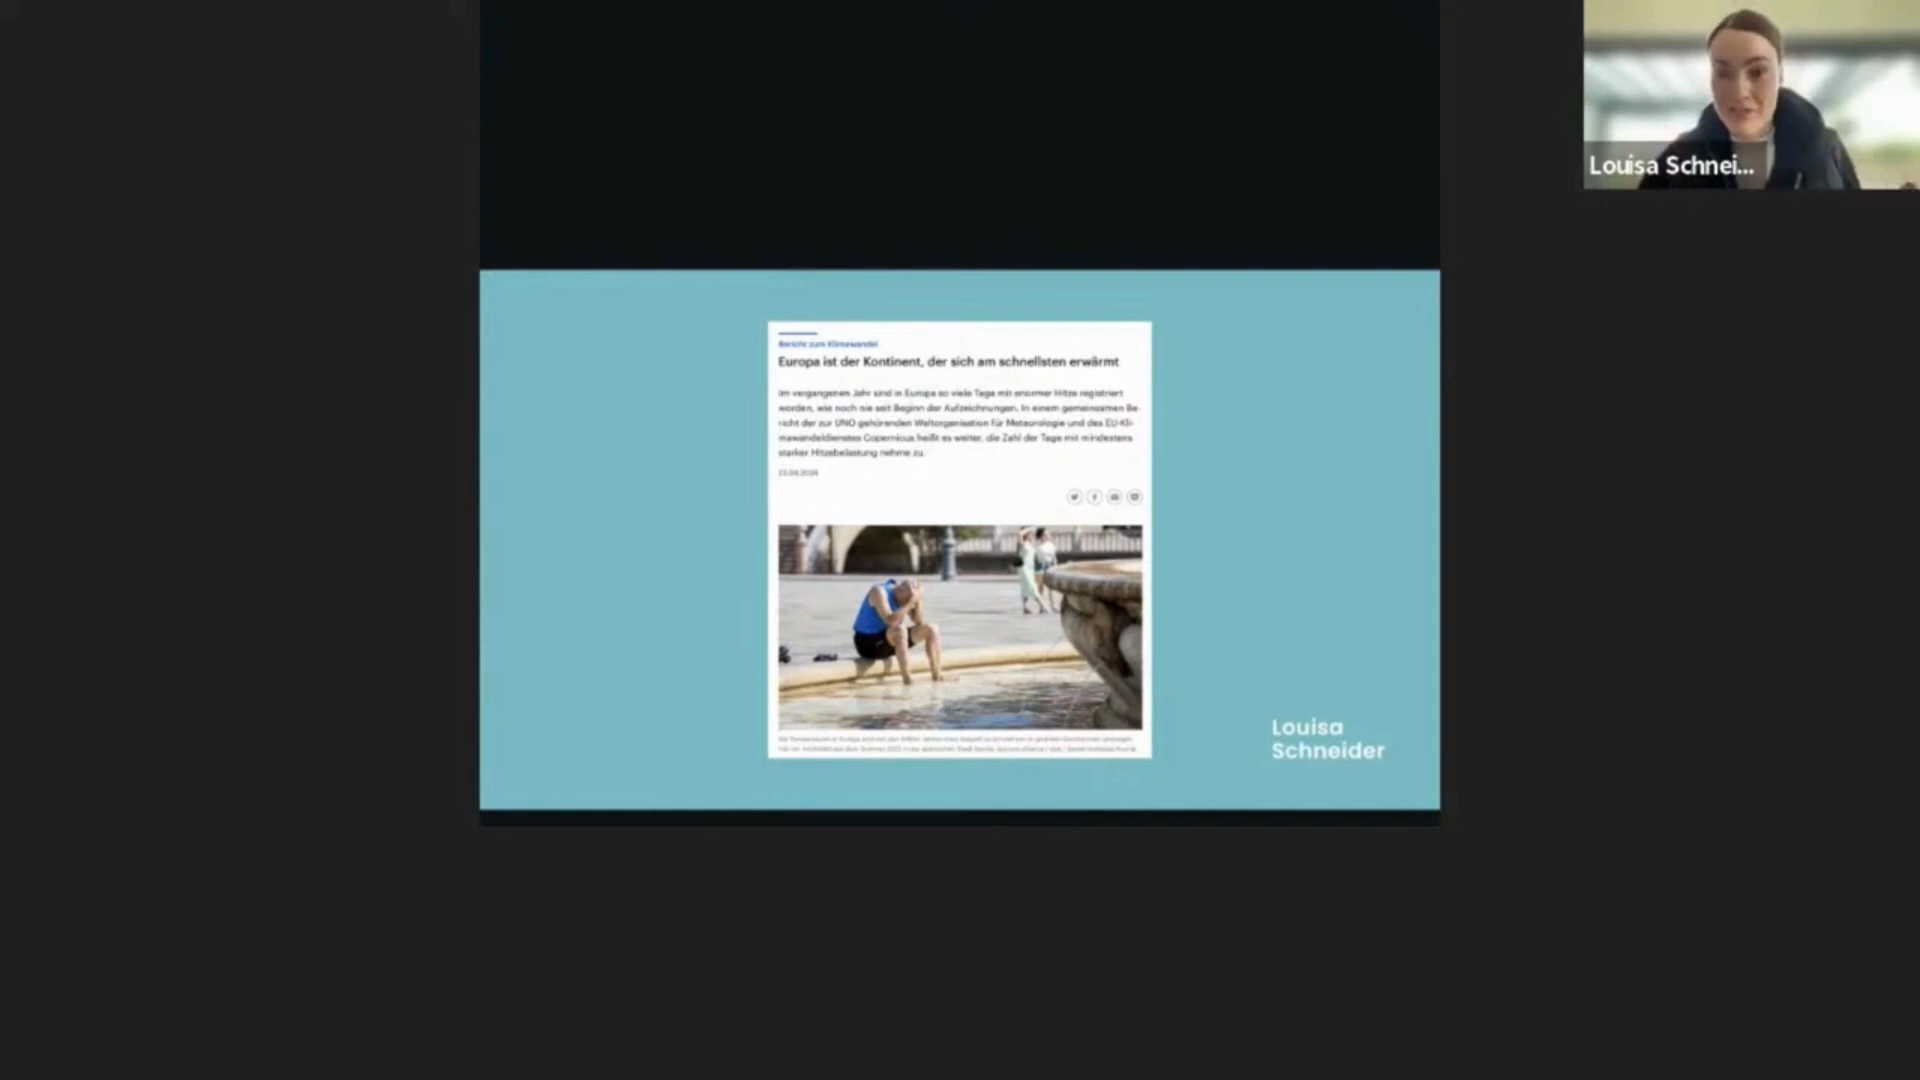 Louisa Schnei...
Bericht zum Klimawandel
Europa ist der Kontinent, der sich am schnellsten erwärmt
Im vergangenen Jahr sind in Europa so viele Tage mit enormer Hitze registriert
worden, wie noch nie seit Beginn der Aufzeichnungen. In einem gemeinsamen Be-
richt der zur UNO gehörenden Weltorganisation für Meteorologie und des EU-Kli-
mawandeldienstes Copernicus heißt es weiter, die Zahl der Tage mit mindestens
starker Hitzebelastung nehme zu.
Louisa
Schneider